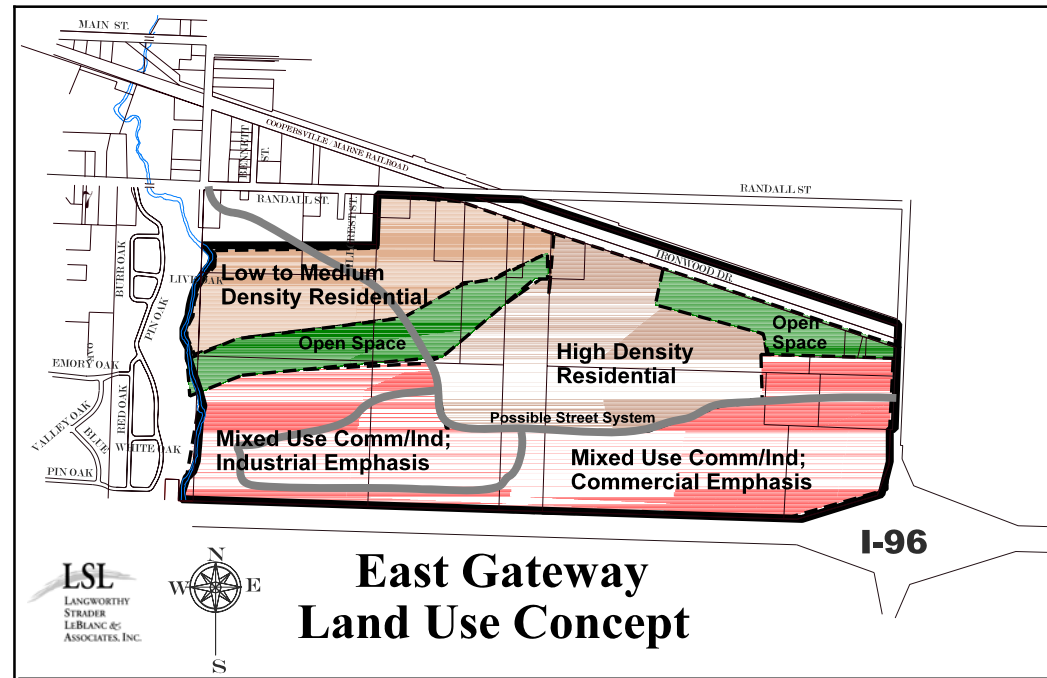 MAIN ST.
COOPERSVILLE / MARNE RAILROAD
BENNETT
ST.
RANDALL ST
RANDALL ST.
IRONWOOD DR.
BURR OAK
LIVE OAK
PIN OAK
Low to Medium
Density Residential
Open Space
Open
Space
High Density
Residential
EMORY OAK
OAK
VALLEY OAK
BLUE
RED OAK
WHITE OAK
PIN OAK
Possible Street System
Mixed Use Comm/Ind;
Industrial Emphasis
Mixed Use Comm/Ind;
Commercial Emphasis
I-96
East Gateway
Land Use Concept
N
W
E
S
LSL
LANGWORTHY
STRADER
LEBLANC &
ASSOCIATES, INC.